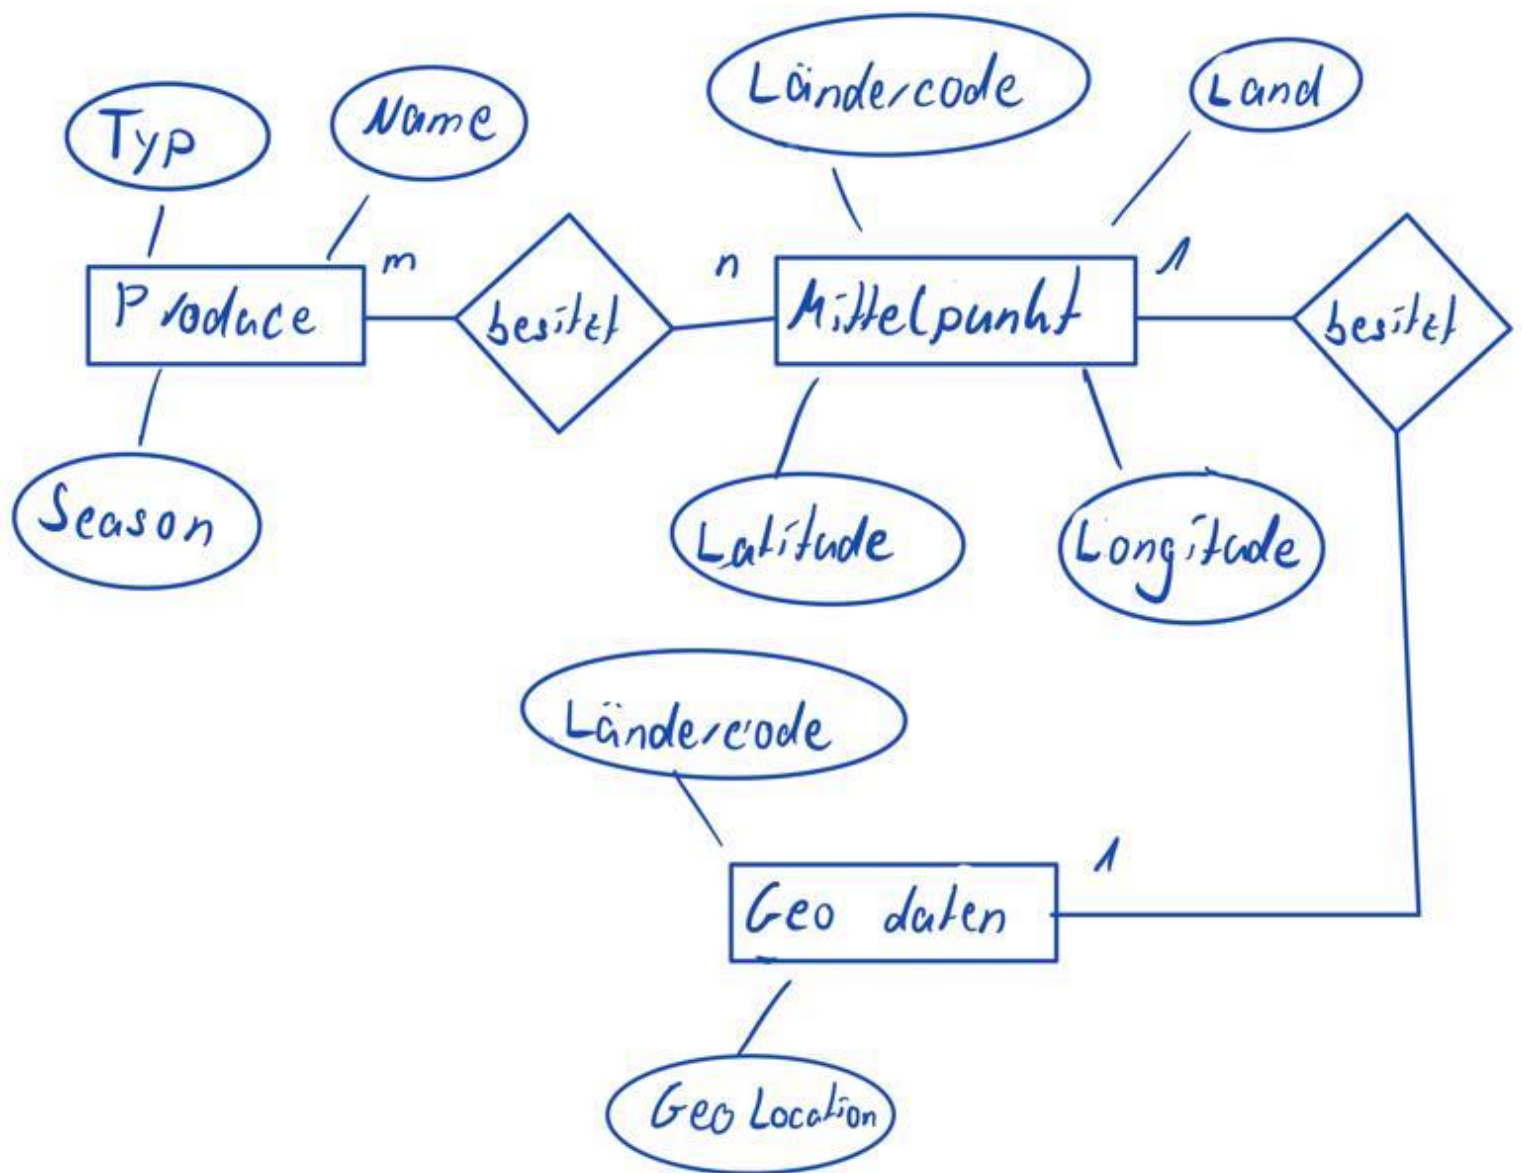 Ländercode
Land
Typ
Name
m
n
1
Produce
besitzt
Mittelpunkt
besitzt
Season
Latitude
Longitude
Ländercode
1
Geo daten
Geo Location